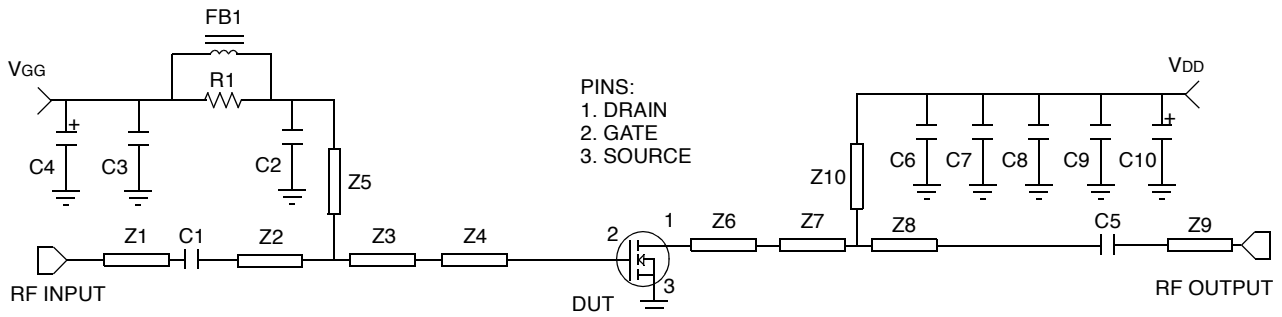 FB1
VGG
R1
+
C4
C3
C2
Z5
Z1
C1
Z2
Z3
Z4
RF INPUT
PINS:
1. DRAIN
2. GATE
3. SOURCE
2
1
3
DUT
VDD
+
C6
C7
C8
C9
C10
Z10
Z6
Z7
Z8
C5
Z9
RF OUTPUT